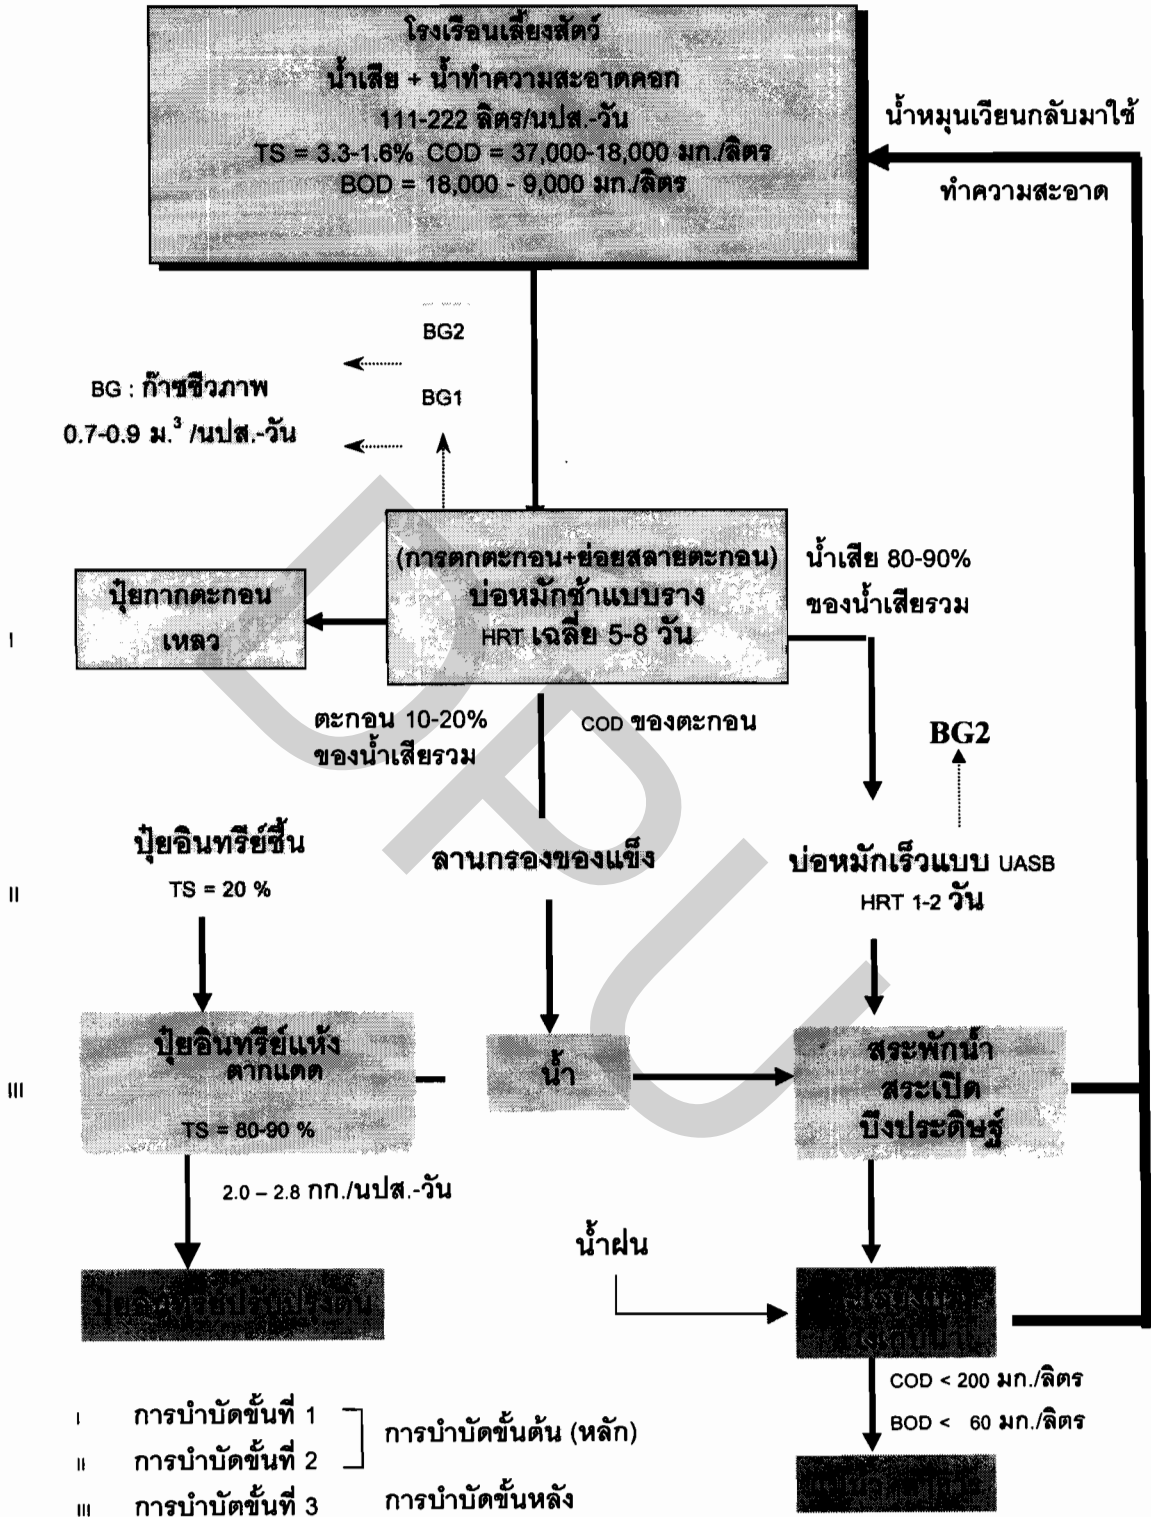 โรงเรือนเลี้ยงสัตว์
น้ำเสีย + น้ำทำความสะอาดคอก
111-222 ลิตร/นปส.-วัน
TS = 3.3-1.6% COD = 37,000-18,000 มก./ลิตร
BOD = 18,000 - 9,000 มก./ลิตร
น้ำหมุนเวียนกลับมาใช้
ทำความสะอาด
BG2
BG : ก๊าซชีวภาพ
BG1
0.7-0.9 ม.³ /นปส.-วัน
(การตกตะกอน+ย่อยสลายตะกอน)
บ่อหมักช้าแบบราง
HRT เฉลี่ย 5-8 วัน
น้ำเสีย 80-90%
ของน้ำเสียรวม
ปุ๋ยกากตะกอน
เหลว
I
ตะกอน 10-20%
ของน้ำเสียรวม
COD ของตะกอน
BG2
ปุ๋ยอินทรีย์ชื้น
TS = 20 %
ลานกรองของแข็ง
บ่อหมักเร็วแบบ UASB
HRT 1-2 วัน
II
ปุ๋ยอินทรีย์แห้ง
ตากแดด
TS = 80-90 %
น้ำ
สระพักน้ำ
สระเปิด
บึงประดิษฐ์
III
2.0 – 2.8 กก./นปส.-วัน
น้ำฝน
ปุ๋ยอินทรีย์ปรับปรุงดิน
COD < 200 มก./ลิตร
BOD < 60 มก./ลิตร
I การบำบัดขั้นที่ 1
การบำบัดขั้นต้น (หลัก)
II การบำบัดขั้นที่ 2
III การบำบัดขั้นที่ 3 การบำบัดขั้นหลัง
DPU